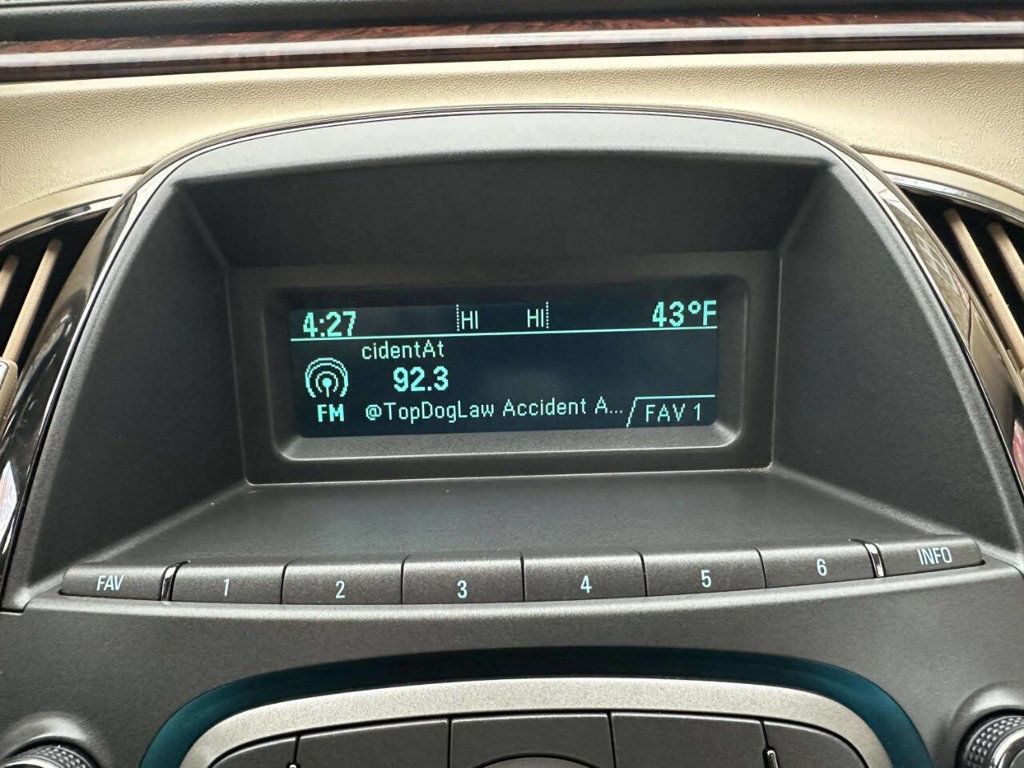 4:27 HI HI 43°F
cidentAt
92.3
FM @TopDogLaw Accident A... FAV 1
FAV 1 2 3 4 5 6 INFO